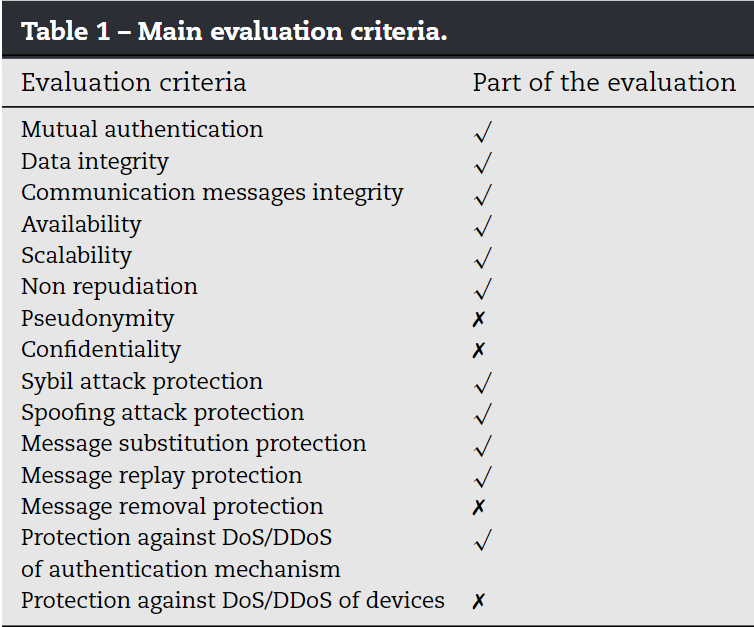 Table 1 – Main evaluation criteria.
Evaluation criteria Part of the evaluation
Mutual authentication √
Data integrity √
Communication messages integrity √
Availability √
Scalability √
Non repudiation √
Pseudonymity ✗
Confidentiality ✗
Sybil attack protection √
Spoofing attack protection √
Message substitution protection √
Message replay protection √
Message removal protection ✗
Protection against DoS/DDoS √
of authentication mechanism
Protection against DoS/DDoS of devices ✗